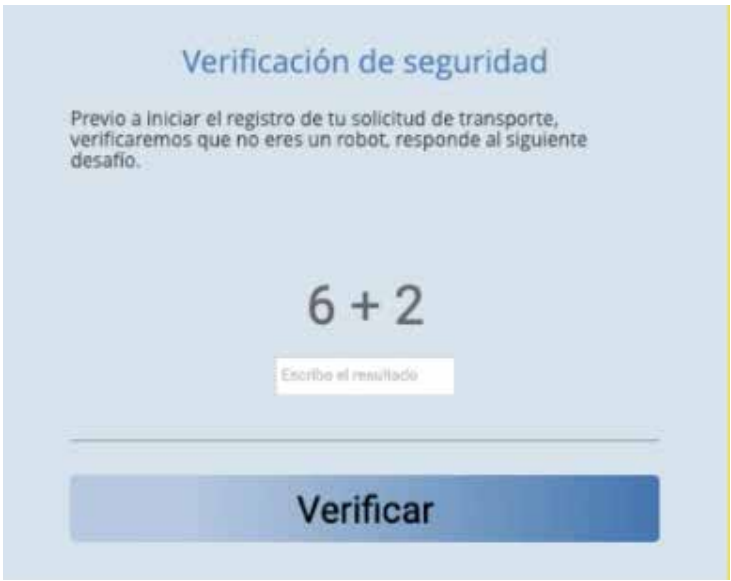 Verificación de seguridad
Previo a iniciar el registro de tu solicitud de transporte,
verificaremos que no eres un robot, responde al siguiente
desafío.
6 + 2
Escribe el resultado
Verificar